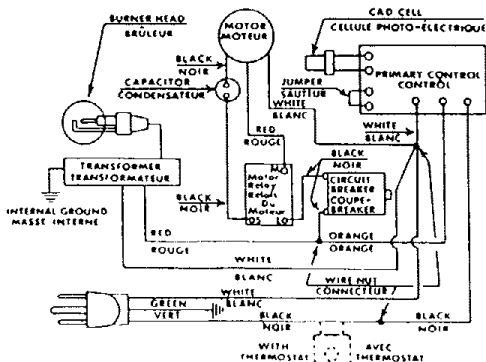 BURNER HEAD
BRÛLEUR
MOTOR
MOTEUR
CAD CELL
CELLULE PHOTO-ÉLECTRIQUE
BLACK
NOIR
CAPACITOR
CONDENSATEUR
JUMPER
SAUTEUR
PRIMARY CONTROL
CONTRÔL
WHITE
BLANC
WHITE
BLANC
RED
ROUGE
BLACK
NOIR
TRANSFORMER
TRANSFORMATEUR
MO
Motor
Relay
Relais
Du
Moteur
OS LO
CIRCUIT
BREAKER
COUPE-
BREAKER
BLACK
NOIR
INTERNAL GROUND
MASSE INTERNE
RED
ROUGE
ORANGE
ORANGE
WHITE
BLANC
WIRE NUT
CONNECTEUR
WHITE
BLANC
GREEN
VERT
BLACK
NOIR
BLACK
NOIR
WITH
THERMOSTAT
AVEC
THERMOSTAT